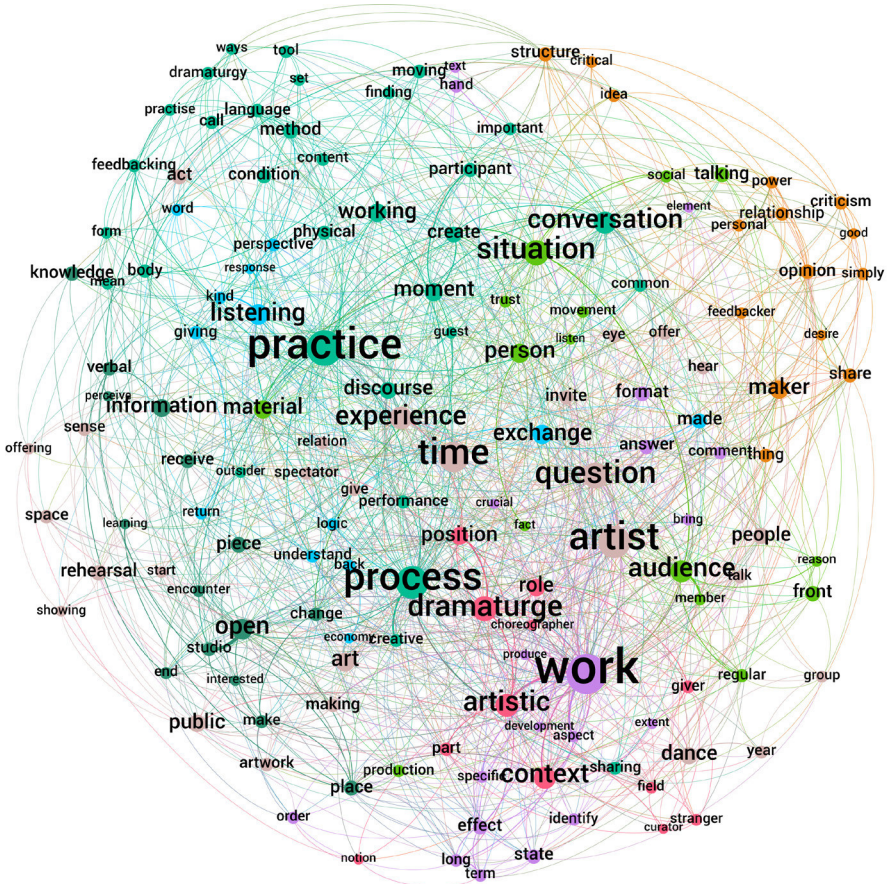 ways
tool
structure
critical
dramaturgy
moving
text
set
hand
finding
idea
practise
language
call
method
important
content
feedbacking
act
condition
participant
social
talking
power
word
working
element
relationship
criticism
conversation
personal
form
physical
create
good
perspective
situation
response
knowledge
body
mean
opinion
simply
kind
moment
common
listening
trust
movement
feedbacker
giving
guest
listen
eye
offer
desire
practice
person
verbal
hear
share
discourse
maker
perceive
invite
format
information
material
experience
made
sense
exchange
relation
answer
offering
time
comment
thing
receive
outsider
spectator
question
give
performance
crucial
space
return
learning
logic
fact
bring
position
artist
people
piece
understand
back
reason
rehearsal
start
process
audience
talk
encounter
role
front
showing
dramaturge
member
change
choreographer
open
economy
creative
studio
produce
art
work
end
interested
regular
group
giver
making
artistic
public
make
development
extent
aspect
part
dance
year
artwork
production
specific
context
sharing
place
field
order
effect
identify
stranger
curator
notion
long
state
term